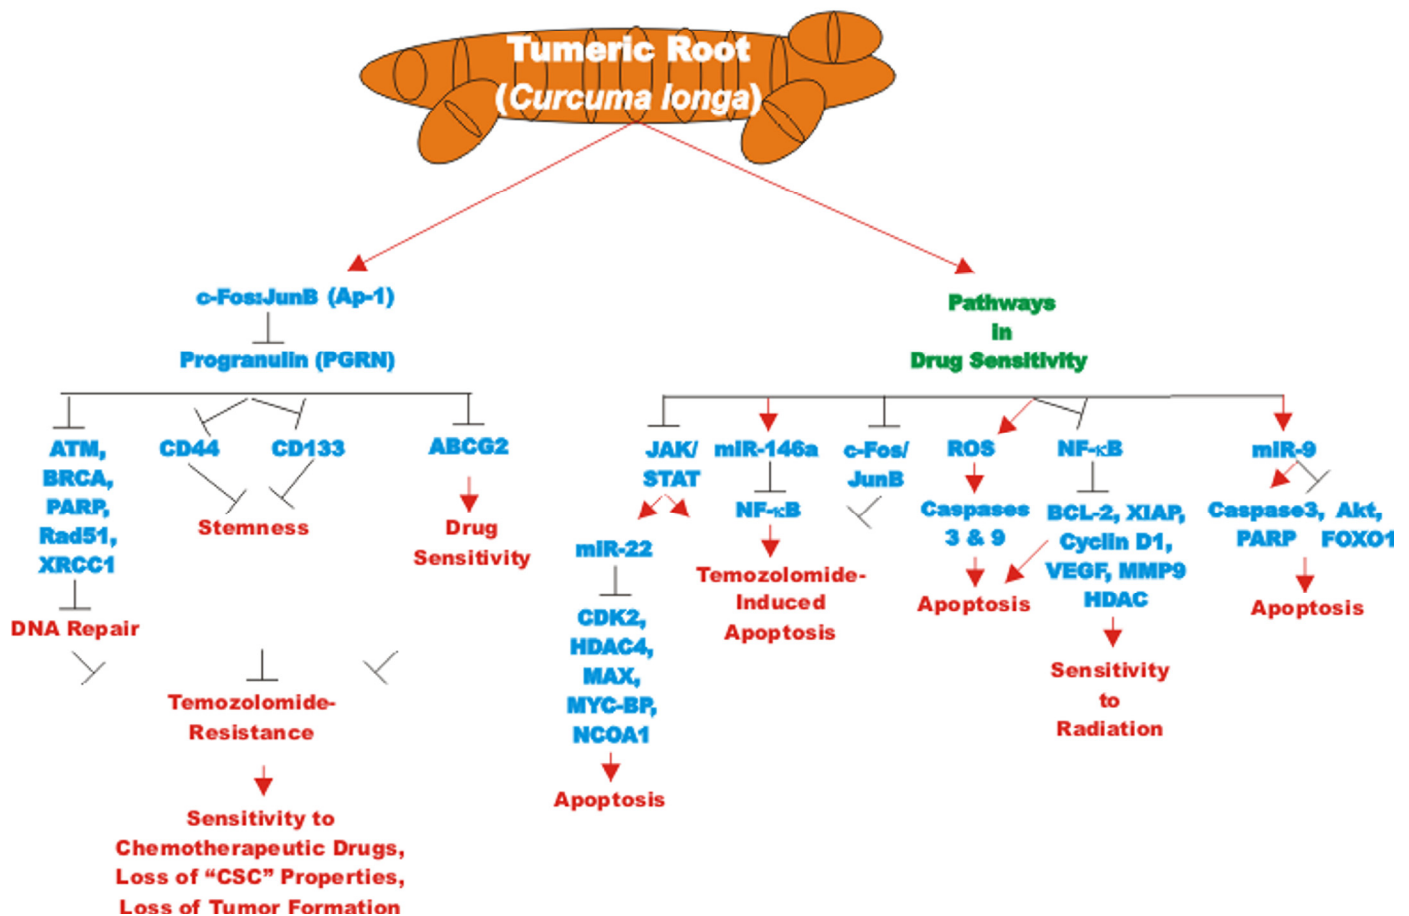 Tumeric Root
(Curcuma longa)
c-Fos:JunB (Ap-1)
Progranulin (PGRN)
ATM,
BRCA,
PARP,
Rad51,
XRCC1
DNA Repair
CD44
CD133
Stemness
ABCG2
Drug
Sensitivity
Temozolomide-
Resistance
Sensitivity to
Chemotherapeutic Drugs,
Loss of “CSC” Properties,
Loss of Tumor Formation
Pathways
in
Drug Sensitivity
JAK/
STAT
miR-22
CDK2,
HDAC4,
MAX,
MYC-BP,
NCOA1
Apoptosis
miR-146a
NF-κB
Temozolomide-
Induced
Apoptosis
c-Fos/
JunB
ROS
Caspases
3 & 9
Apoptosis
NF-κB
BCL-2, XIAP,
Cyclin D1,
VEGF, MMP9
HDAC
Sensitivity
to
Radiation
miR-9
Caspase3,
PARP
Akt,
FOXO1
Apoptosis